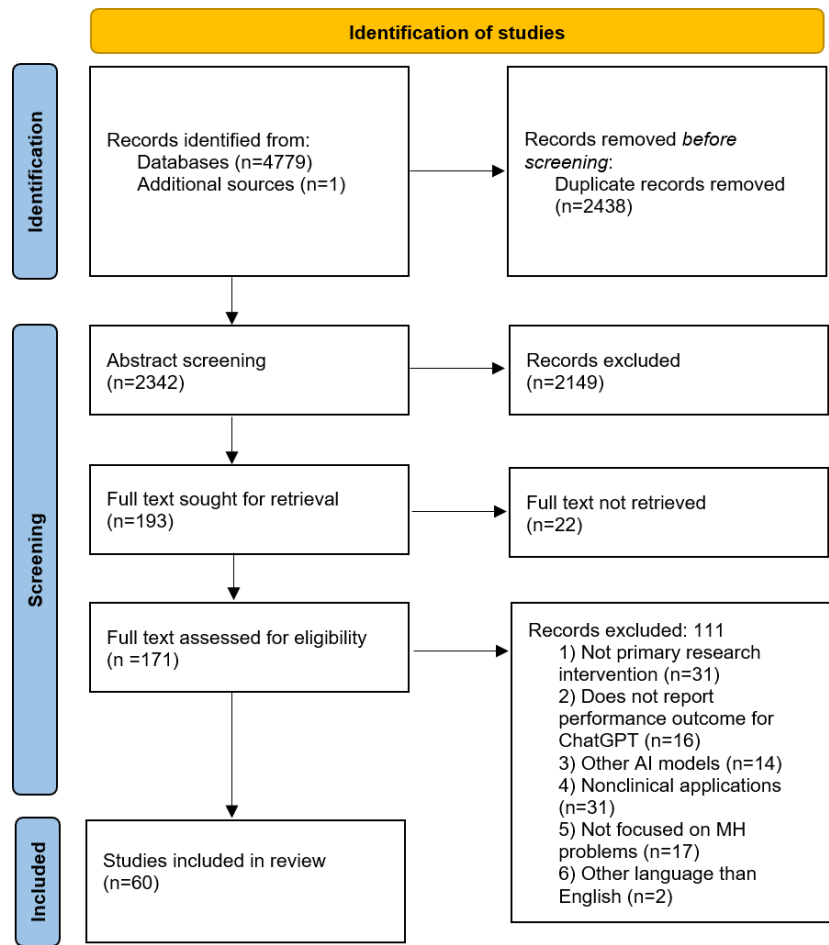 Identification of studies
Identification
Records identified from:
Databases (n=4779)
Additional sources (n=1)
Records removed before
screening:
Duplicate records removed
(n=2438)
Screening
Abstract screening
(n=2342)
Records excluded
(n=2149)
Full text sought for retrieval
(n=193)
Full text not retrieved
(n=22)
Full text assessed for eligibility
(n =171)
Records excluded: 111
1) Not primary research
intervention (n=31)
2) Does not report
performance outcome for
ChatGPT (n=16)
3) Other AI models (n=14)
4) Nonclinical applications
(n=31)
5) Not focused on MH
problems (n=17)
6) Other language than
English (n=2)
Included
Studies included in review
(n=60)